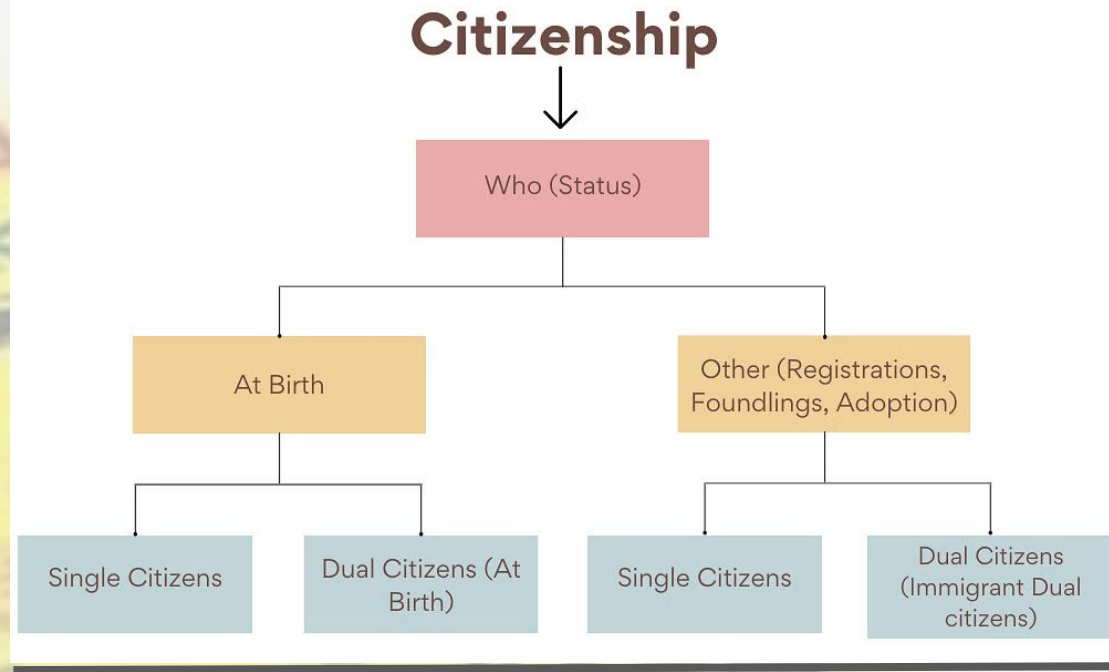 Citizenship
Who (Status)
At Birth
Other (Registrations,
Foundlings, Adoption)
Single Citizens
Dual Citizens (At
Birth)
Single Citizens
Dual Citizens
(Immigrant Dual
citizens)